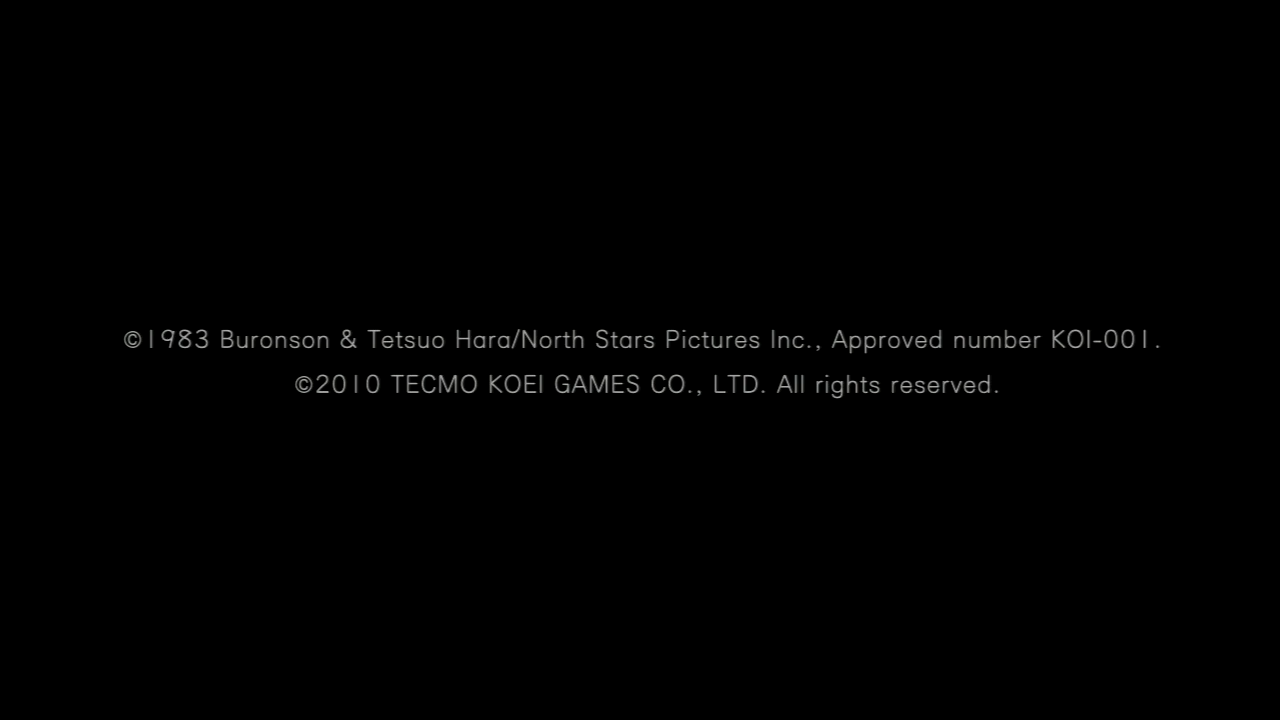 ©1983 Buronson & Tetsuo Hara/North Stars Pictures Inc., Approved number KOI-001.
©2010 TECMO KOEI GAMES CO., LTD. All rights reserved.